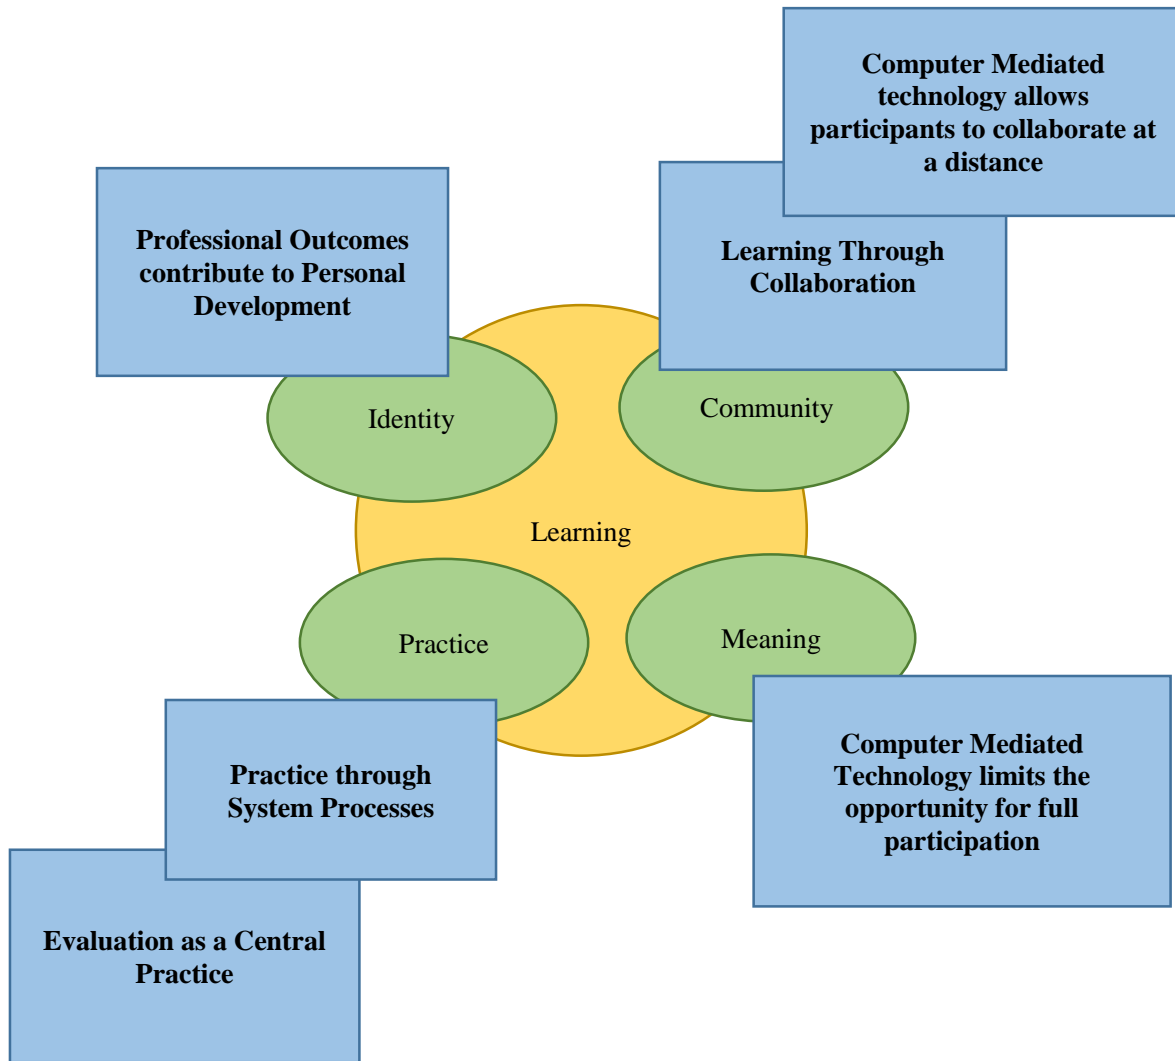 Computer Mediated
technology allows
participants to collaborate at
a distance
Professional Outcomes
contribute to Personal
Development
Learning Through
Collaboration
Identity
Community
Learning
Practice
Meaning
Practice through
System Processes
Computer Mediated
Technology limits the
opportunity for full
participation
Evaluation as a Central
Practice